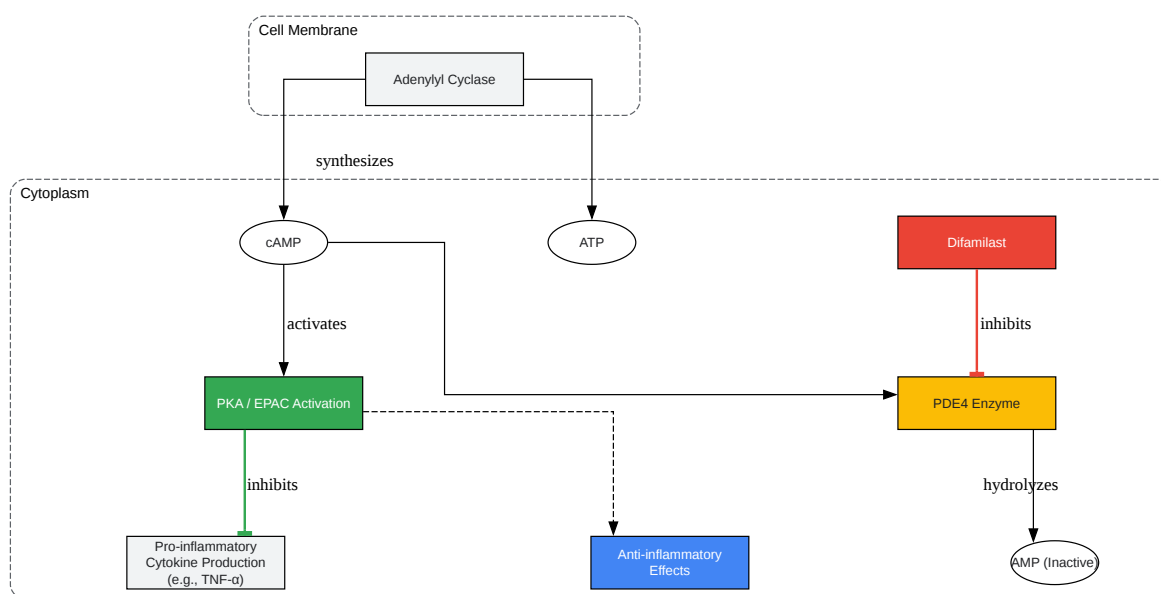 Cell Membrane
Adenylyl Cyclase
synthesizes
Cytoplasm
cAMP
ATP
Difamilast
activates
inhibits
PKA / EPAC Activation
PDE4 Enzyme
inhibits
hydrolyzes
Pro-inflammatory
Cytokine Production
(e.g., TNF-α)
Anti-inflammatory
Effects
AMP (Inactive)